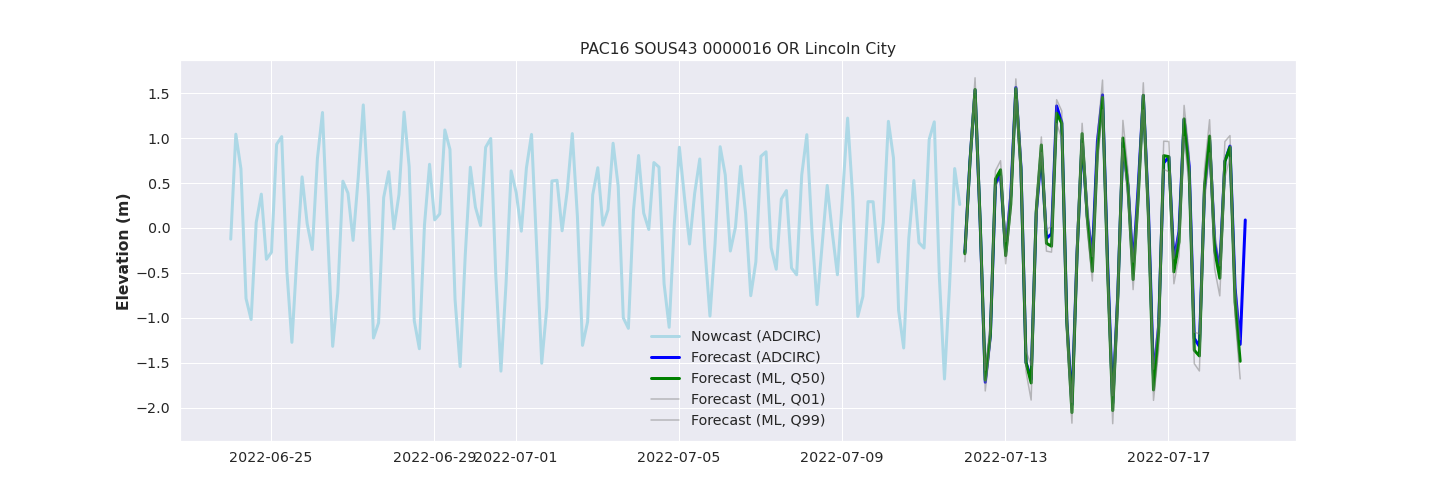 PAC16 SOUS43 0000016 OR Lincoln City
Elevation (m)
1.5
1.0
0.5
0.0
−0.5
−1.0
−1.5
−2.0
Nowcast (ADCIRC)
Forecast (ADCIRC)
Forecast (ML, Q50)
Forecast (ML, Q01)
Forecast (ML, Q99)
2022-06-25 2022-06-29 2022-07-01 2022-07-05 2022-07-09 2022-07-13 2022-07-17